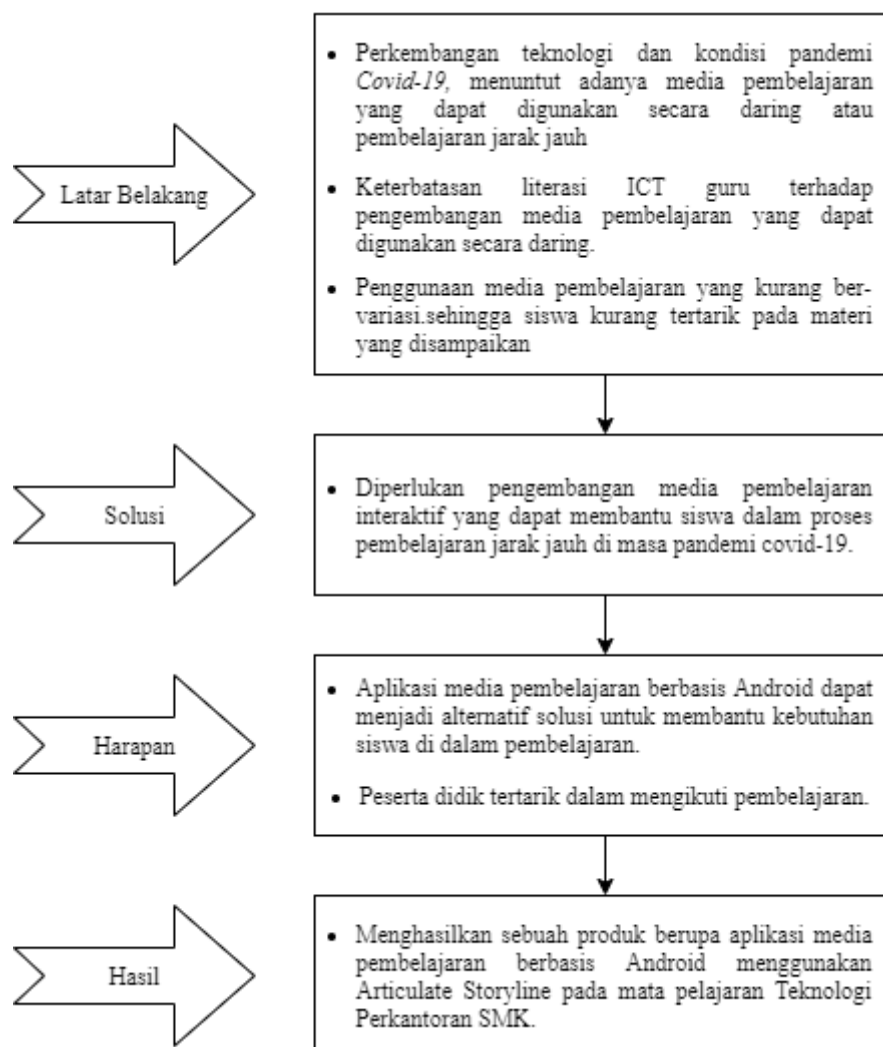 Latar Belakang
• Perkembangan teknologi dan kondisi pandemi
Covid-19, menuntut adanya media pembelajaran
yang dapat digunakan secara daring atau
pembelajaran jarak jauh
• Keterbatasan literasi ICT guru terhadap
pengembangan media pembelajaran yang dapat
digunakan secara daring.
• Penggunaan media pembelajaran yang kurang ber-
variasi.sehingga siswa kurang tertarik pada materi
yang disampaikan
Solusi
• Diperlukan pengembangan media pembelajaran
interaktif yang dapat membantu siswa dalam proses
pembelajaran jarak jauh di masa pandemi covid-19.
Harapan
• Aplikasi media pembelajaran berbasis Android dapat
menjadi alternatif solusi untuk membantu kebutuhan
siswa di dalam pembelajaran.
• Peserta didik tertarik dalam mengikuti pembelajaran.
Hasil
• Menghasilkan sebuah produk berupa aplikasi media
pembelajaran berbasis Android menggunakan
Articulate Storyline pada mata pelajaran Teknologi
Perkantoran SMK.